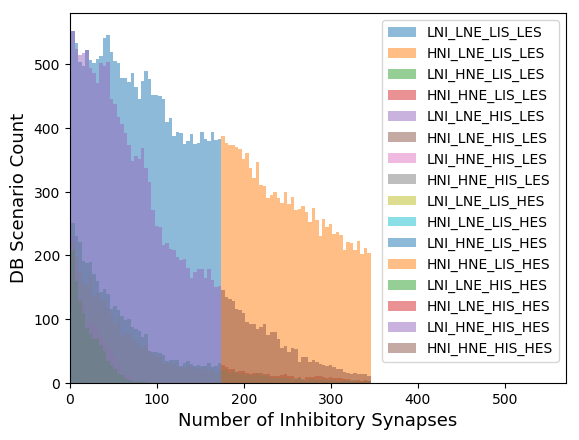 DB Scenario Count
500
400
300
200
100
0
0
100
200
300
400
500
Number of Inhibitory Synapses
LNI_LNE_LIS_LES
HNI_LNE_LIS_LES
LNI_HNE_LIS_LES
HNI_HNE_LIS_LES
LNI_LNE_HIS_LES
HNI_LNE_HIS_LES
LNI_HNE_HIS_LES
HNI_HNE_HIS_LES
LNI_LNE_LIS_HES
HNI_LNE_LIS_HES
LNI_HNE_LIS_HES
HNI_HNE_LIS_HES
LNI_LNE_HIS_HES
HNI_LNE_HIS_HES
LNI_HNE_HIS_HES
HNI_HNE_HIS_HES